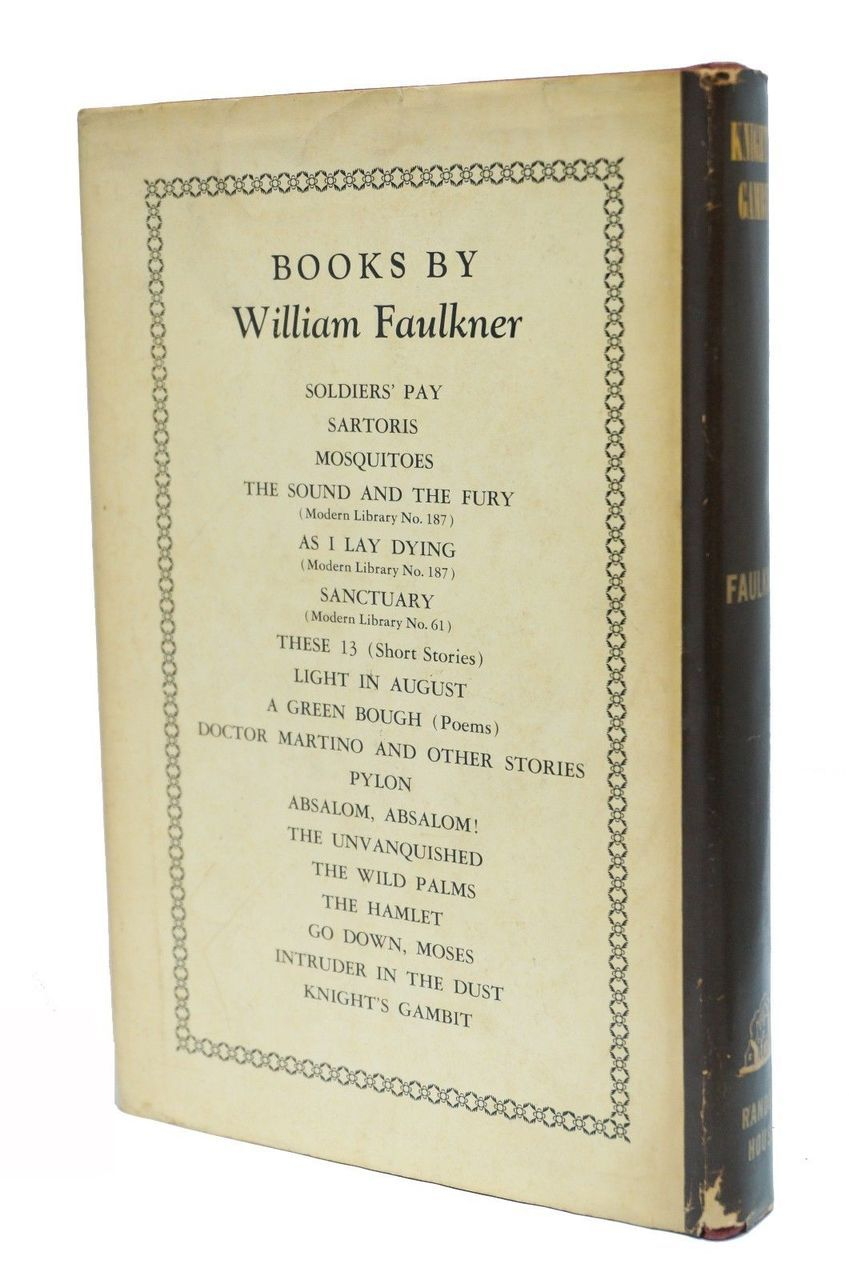 BOOKS BY
William Faulkner
SOLDIERS' PAY
SARTORIS
MOSQUITOES
THE SOUND AND THE FURY
(Modern Library No. 187)
AS I LAY DYING
(Modern Library No. 187)
SANCTUARY
(Modern Library No. 61)
THESE 13 (Short Stories)
LIGHT IN AUGUST
A GREEN BOUGH (Poems)
DOCTOR MARTINO AND OTHER STORIES
PYLON
ABSALOM, ABSALOM!
THE UNVANQUISHED
THE WILD PALMS
THE HAMLET
GO DOWN, MOSES
INTRUDER IN THE DUST
KNIGHT'S GAMBIT